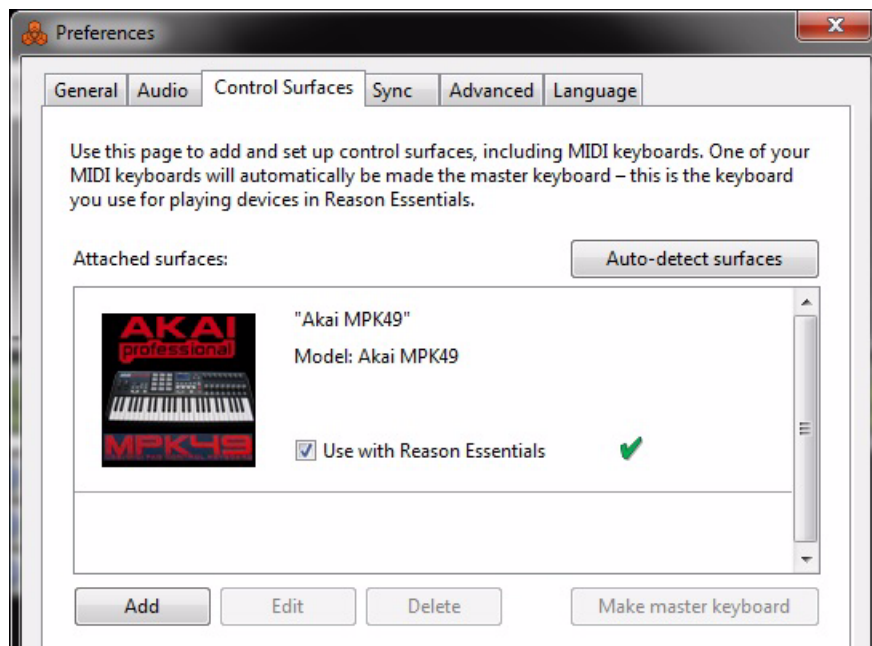 Preferences
General Audio Control Surfaces Sync Advanced Language
Use this page to add and set up control surfaces, including MIDI keyboards. One of your
MIDI keyboards will automatically be made the master keyboard – this is the keyboard
you use for playing devices in Reason Essentials.
Attached surfaces: Auto-detect surfaces
AKAI
professional
MPK49
"Akai MPK49"
Model: Akai MPK49
Use with Reason Essentials
Add Edit Delete Make master keyboard